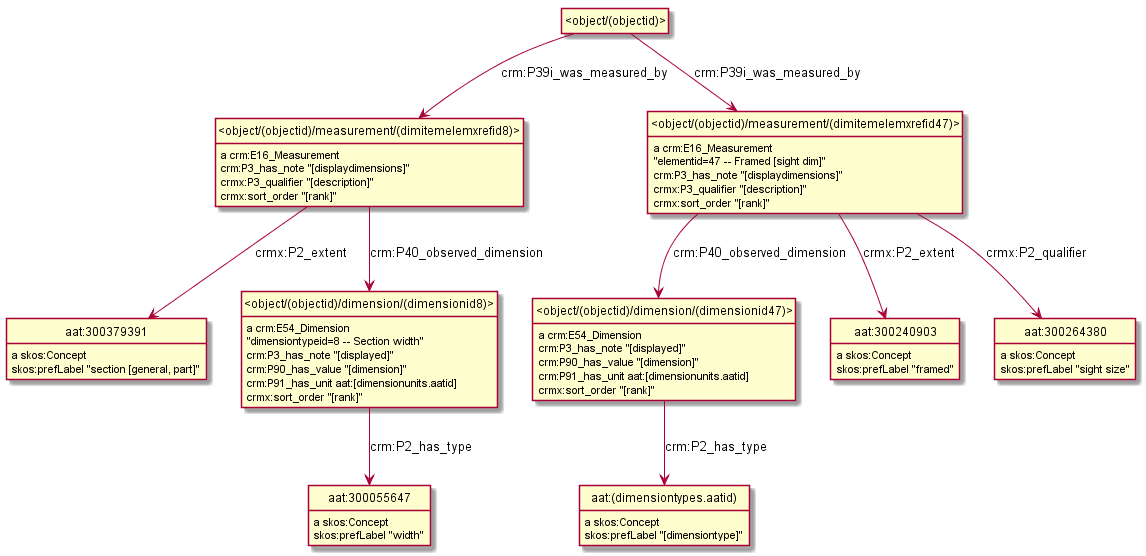 <object/(objectid)>
crm:P39i_was_measured_by
crm:P39i_was_measured_by
<object/(objectid)/measurement/(dimitemelemxrefid8)>
a crm:E16_Measurement
crm:P3_has_note "[displaydimensions]"
crmx:P3_qualifier "[description]"
crmx:sort_order "[rank]"
<object/(objectid)/measurement/(dimitemelemxrefid47)>
a crm:E16_Measurement
"elementid=47 -- Framed [sight dim]"
crm:P3_has_note "[displaydimensions]"
crmx:P3_qualifier "[description]"
crmx:sort_order "[rank]"
crmx:P2_extent
crm:P40_observed_dimension
crm:P40_observed_dimension
crmx:P2_extent
crmx:P2_qualifier
aat:300379391
a skos:Concept
skos:prefLabel "section [general, part]"
<object/(objectid)/dimension/(dimensionid8)>
a crm:E54_Dimension
"dimensiontypeid=8 -- Section width"
crm:P3_has_note "[displayed]"
crm:P90_has_value "[dimension]"
crm:P91_has_unit aat:[dimensionunits.aatid]
crmx:sort_order "[rank]"
<object/(objectid)/dimension/(dimensionid47)>
a crm:E54_Dimension
crm:P3_has_note "[displayed]"
crm:P90_has_value "[dimension]"
crm:P91_has_unit aat:[dimensionunits.aatid]
crmx:sort_order "[rank]"
aat:300240903
a skos:Concept
skos:prefLabel "framed"
aat:300264380
a skos:Concept
skos:prefLabel "sight size"
crm:P2_has_type
crm:P2_has_type
aat:300055647
a skos:Concept
skos:prefLabel "width"
aat:(dimensiontypes.aatid)
a skos:Concept
skos:prefLabel "[dimensiontype]"